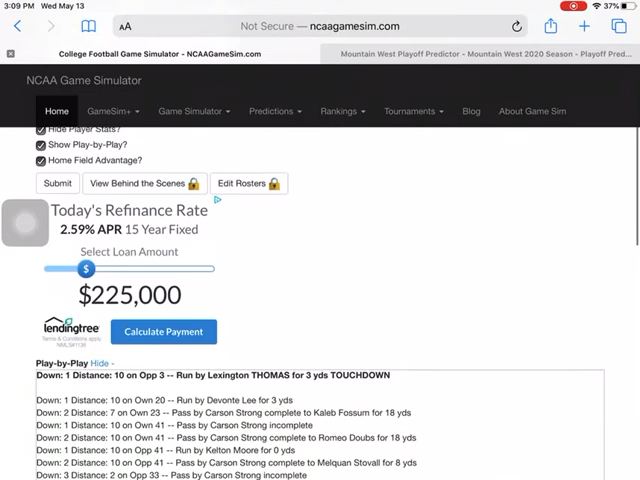 3:09 PM Wed May 13
37%
AA
Not Secure — ncaagamesim.com
College Football Game Simulator - NCAAGameSim.com
Mountain West Playoff Predictor - Mountain West 2020 Season - Playoff Pred...
NCAA Game Simulator
Home GameSim+ Game Simulator Predictions Rankings Tournaments Blog About Game Sim
Hide Player Stats?
Show Play-by-Play?
Home Field Advantage?
Submit View Behind the Scenes Edit Rosters
Today's Refinance Rate
2.59% APR 15 Year Fixed
Select Loan Amount
$
$225,000
lendingtree
Terms & Conditions apply
NMLS#1136
Calculate Payment
Play-by-Play Hide -
Down: 1 Distance: 10 on Opp 3 -- Run by Lexington THOMAS for 3 yds TOUCHDOWN
Down: 1 Distance: 10 on Own 20 -- Run by Devonte Lee for 3 yds
Down: 2 Distance: 7 on Own 23 -- Pass by Carson Strong complete to Kaleb Fossum for 18 yds
Down: 1 Distance: 10 on Own 41 -- Pass by Carson Strong incomplete
Down: 2 Distance: 10 on Own 41 -- Pass by Carson Strong complete to Romeo Doubs for 18 yds
Down: 1 Distance: 10 on Opp 41 -- Run by Kelton Moore for 0 yds
Down: 2 Distance: 10 on Opp 41 -- Pass by Carson Strong complete to Melquan Stovall for 8 yds
Down: 3 Distance: 2 on Opp 33 -- Pass by Carson Strong incomplete